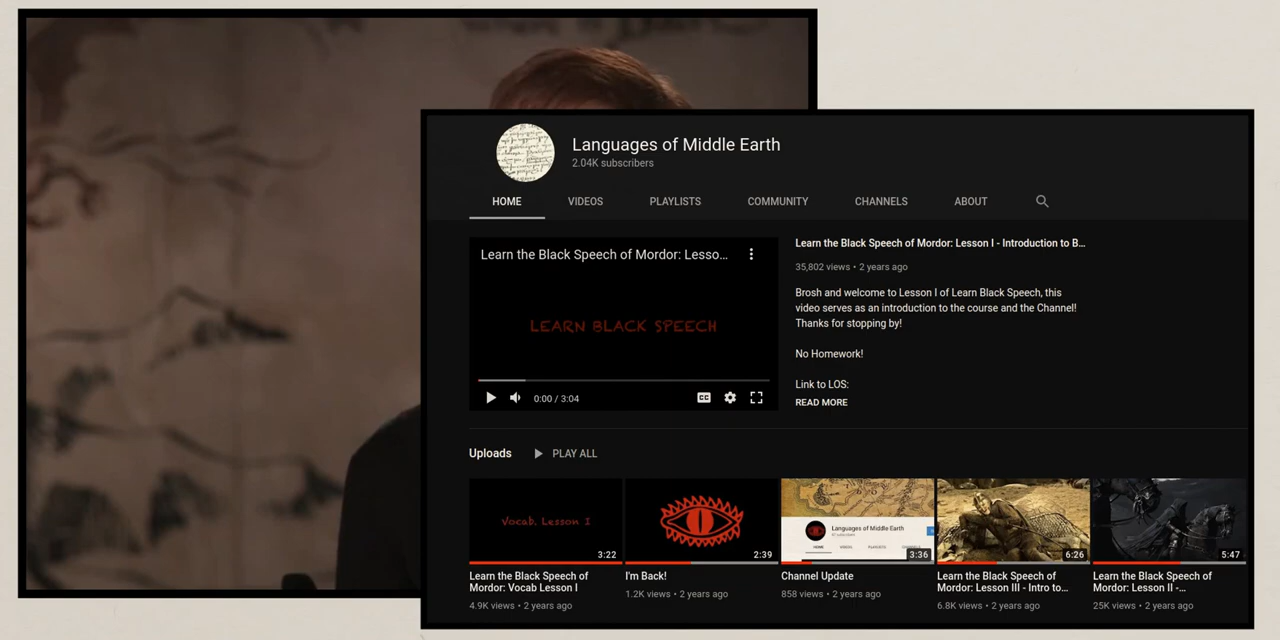 Languages of Middle Earth
2.04K subscribers
HOME VIDEOS PLAYLISTS COMMUNITY CHANNELS ABOUT
Learn the Black Speech of Mordor: Lesso...
LEARN BLACK SPEECH
0:00 / 3:04
CC
Learn the Black Speech of Mordor: Lesson I - Introduction to B...
35,802 views • 2 years ago
Brosh and welcome to Lesson I of Learn Black Speech, this
video serves as an introduction to the course and the Channel!
Thanks for stopping by!
No Homework!
Link to LOS:
READ MORE
Uploads PLAY ALL
Vocab. Lesson I
3:22
Learn the Black Speech of
Mordor: Vocab Lesson I
4.9K views • 2 years ago
2:39
I'm Back!
1.2K views • 2 years ago
Languages of Middle Earth
HOME VIDEOS PLAYLISTS
3:36
Channel Update
858 views • 2 years ago
6:26
Learn the Black Speech of
Mordor: Lesson III - Intro to...
6.8K views • 2 years ago
5:47
Learn the Black Speech of
Mordor: Lesson II -...
25K views • 2 years ago